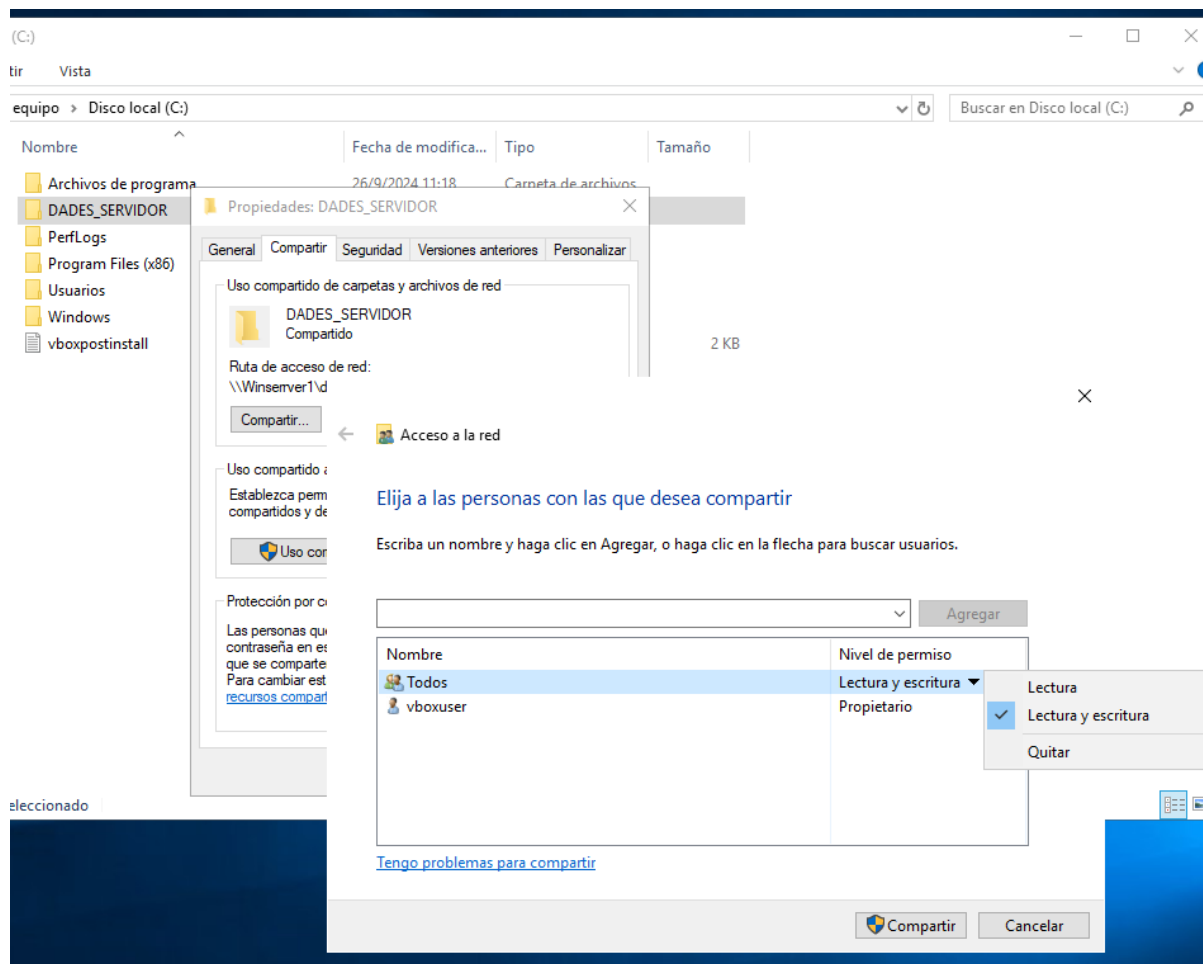 (C:)
tir Vista
equipo > Disco local (C:)
Buscar en Disco local (C:)
Nombre Fecha de modifica... Tipo Tamaño
Archivos de programa 26/9/2024 11:18 Carpeta de archivos
DADES_SERVIDOR
PerfLogs
Program Files (x86)
Usuarios
Windows
vboxpostinstall 2 KB
Propiedades: DADES_SERVIDOR
General Compartir Seguridad Versiones anteriores Personalizar
Uso compartido de carpetas y archivos de red
DADES_SERVIDOR
Compartido
Ruta de acceso de red:
\\Winserrver1\d
Compartir...
Uso compartido a
Establezca perm
compartidos y de
Uso con
Protección por co
Las personas que
contraseña en es
que se comparte
Para cambiar est
recursos compart
Acceso a la red
Elija a las personas con las que desea compartir
Escriba un nombre y haga clic en Agregar, o haga clic en la flecha para buscar usuarios.
Agregar
Nombre Nivel de permiso
Todos Lectura y escritura
vboxuser Propietario
Lectura
Lectura y escritura
Quitar
Tengo problemas para compartir
Compartir Cancelar
eleccionado